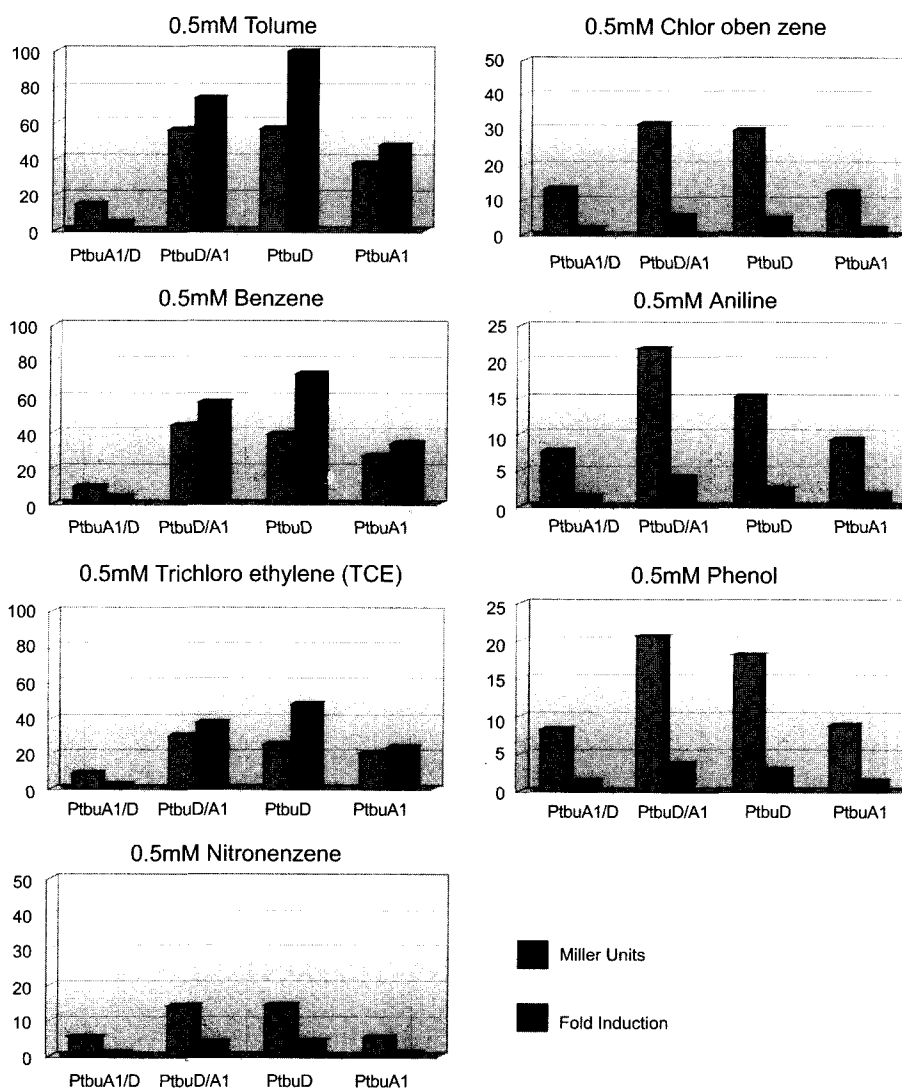 0.5mM Tolume
100
80
60
40
20
0
PtbuA1/D PtbuD/A1 PtbuD PtbuA1
0.5mM Chlor oben zene
50
40
30
20
10
0
PtbuA1/D PtbuD/A1 PtbuD PtbuA1
0.5mM Benzene
100
80
60
40
20
0
PtbuA1/D PtbuD/A1 PtbuD PtbuA1
0.5mM Aniline
25
20
15
10
5
0
PtbuA1/D PtbuD/A1 PtbuD PtbuA1
0.5mM Trichloro ethylene (TCE)
100
80
60
40
20
0
PtbuA1/D PtbuD/A1 PtbuD PtbuA1
0.5mM Phenol
25
20
15
10
5
0
PtbuA1/D PtbuD/A1 PtbuD PtbuA1
0.5mM Nitronenzene
50
40
30
20
10
0
PtbuA1/D PtbuD/A1 PtbuD PtbuA1
Miller Units
Fold Induction